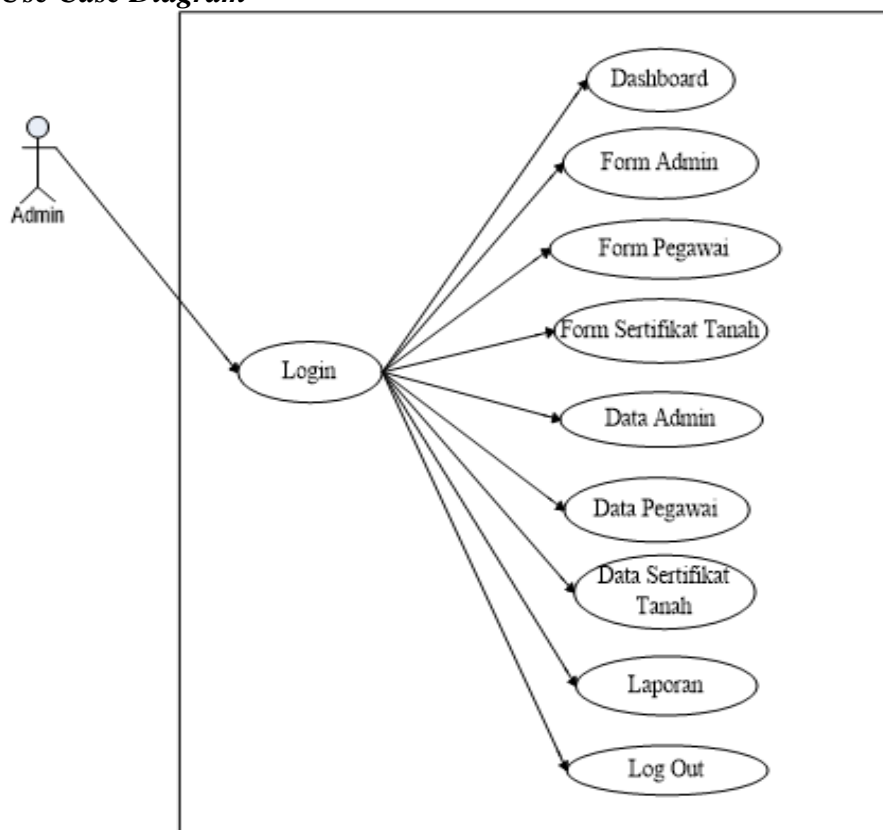 Use Case Diagram
Dashboard
Form Admin
Admin
Form Pegawai
Form Sertifikat Tanah
Login
Data Admin
Data Pegawai
Data Sertifikat
Tanah
Laporan
Log Out